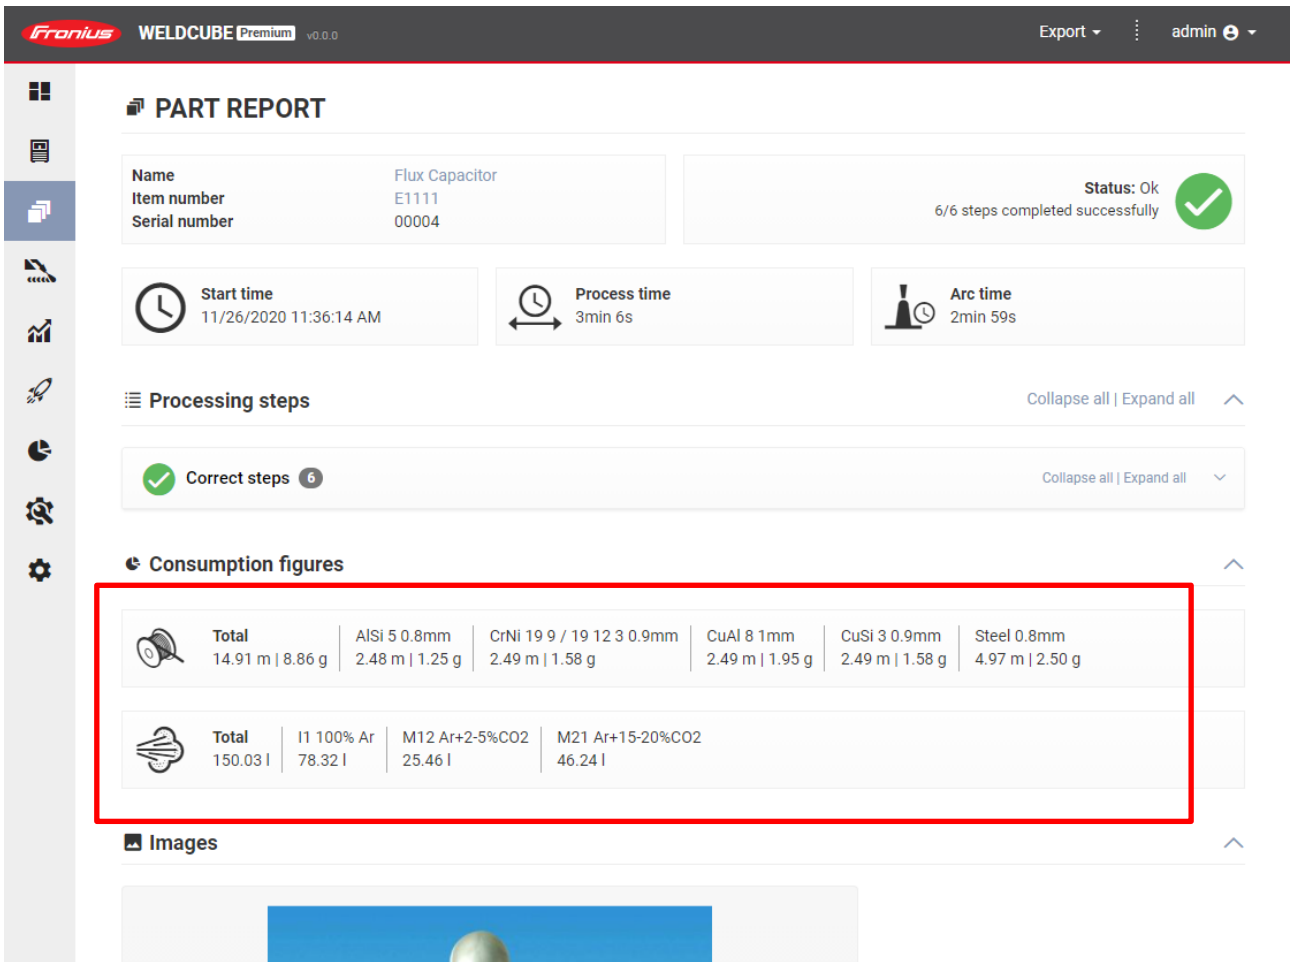 Fronius WELDCUBE Premium v0.0.0 Export admin
PART REPORT
Name Flux Capacitor
Item number E1111
Serial number 00004
Status: Ok
6/6 steps completed successfully
Start time
11/26/2020 11:36:14 AM
Process time
3min 6s
Arc time
2min 59s
Processing steps Collapse all | Expand all
Correct steps 6 Collapse all | Expand all
Consumption figures
Total AlSi 5 0.8mm CrNi 19 9 / 19 12 3 0.9mm CuAl 8 1mm CuSi 3 0.9mm Steel 0.8mm
14.91 m | 8.86 g 2.48 m | 1.25 g 2.49 m | 1.58 g 2.49 m | 1.95 g 2.49 m | 1.58 g 4.97 m | 2.50 g
Total I1 100% Ar M12 Ar+2-5%CO2 M21 Ar+15-20%CO2
150.03 l 78.32 l 25.46 l 46.24 l
Images